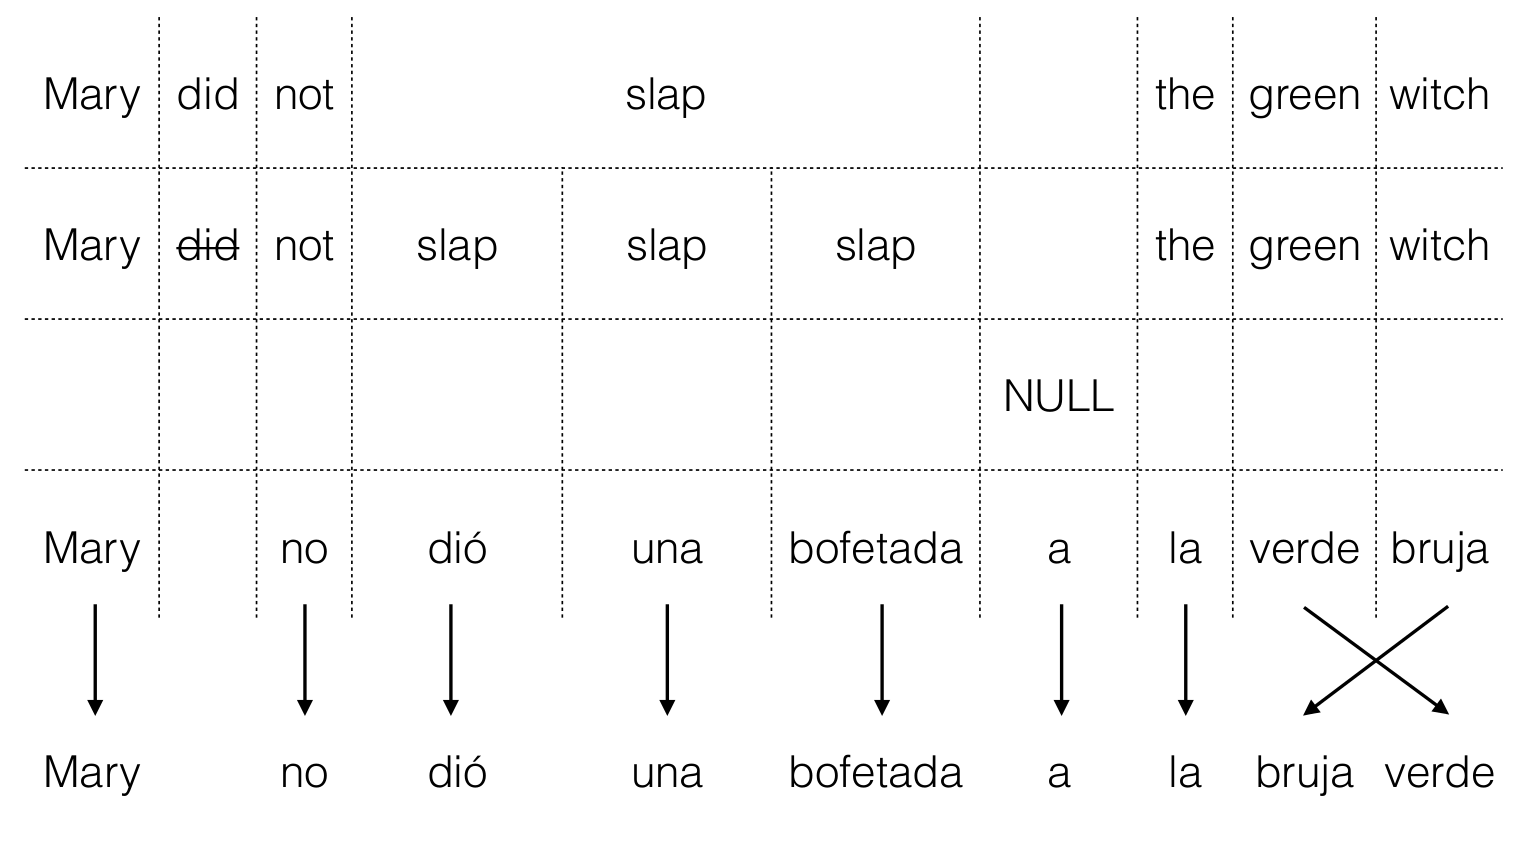 Mary did not slap the green witch
Mary did not slap slap slap the green witch
NULL
Mary no dió una bofetada a la verde bruja
Mary no dió una bofetada a la bruja verde